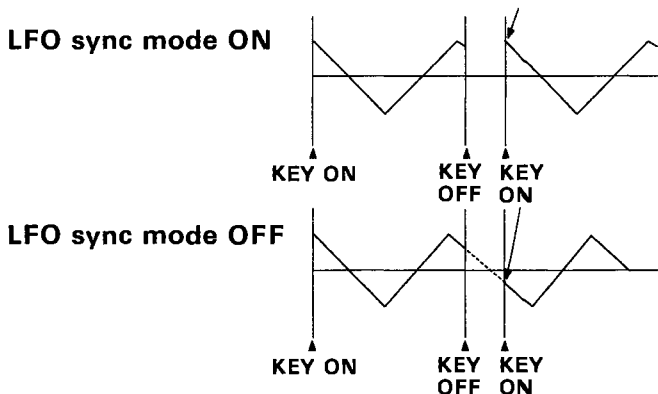 LFO sync mode ON
KEY ON
KEY KEY
OFF ON
LFO sync mode OFF
KEY ON
KEY KEY
OFF ON